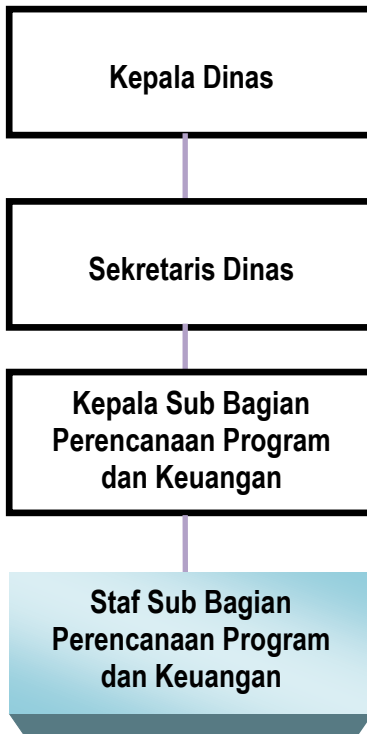 Kepala Dinas
Sekretaris Dinas
Kepala Sub Bagian
Perencanaan Program
dan Keuangan
Staf Sub Bagian
Perencanaan Program
dan Keuangan